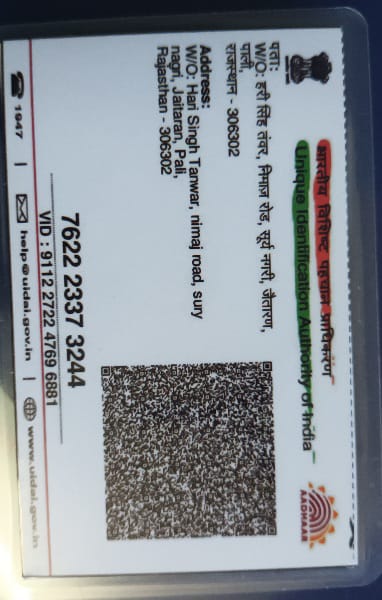 भारतीय विशिष्ट पहचान प्राधिकरण
Unique Identification Authority of India
AADHAAR
पता:
W/O: हरी सिंह तंवर, निमाज रोड, सूर्य नगरी, जैतारण,
पाली,
राजस्थान - 306302
Address:
W/O: Hari Singh Tanwar, nimaj road, sury
nagri, Jaitaran, Pali,
Rajasthan - 306302
7622 2337 3244
VID : 9112 2722 4769 6881
1947 | help@uidai.gov.in | www.uidai.gov.in